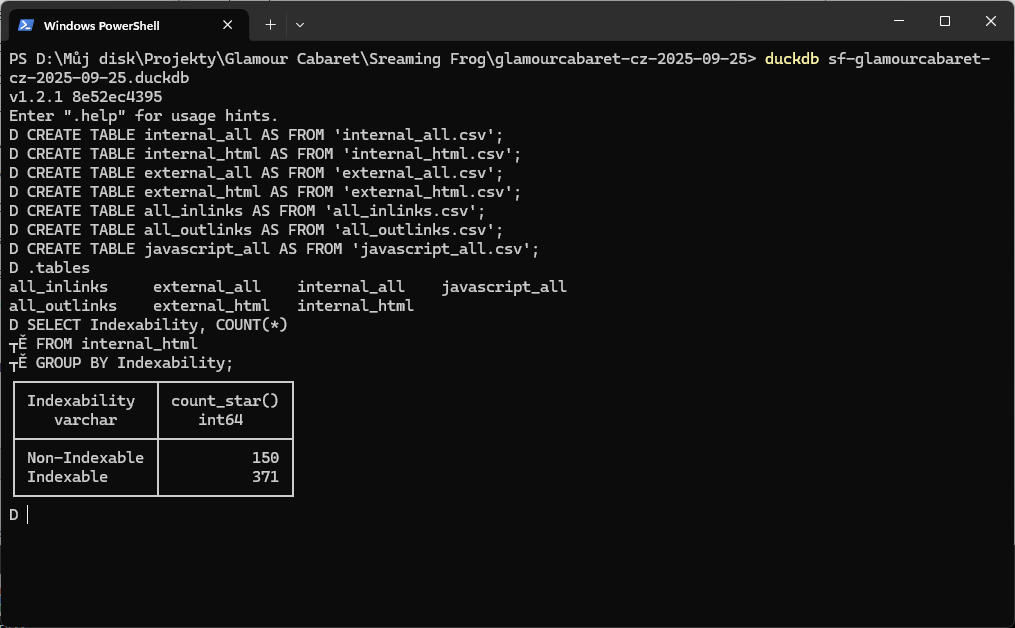 Windows PowerShell
PS D:\Můj disk\Projekty\Glamour Cabaret\Sreaming Frog\glamourcabaret-cz-2025-09-25> duckdb sf-glamourcabaret-
cz-2025-09-25.duckdb
v1.2.1 8e52ec4395
Enter ".help" for usage hints.
D CREATE TABLE internal_all AS FROM 'internal_all.csv';
D CREATE TABLE internal_html AS FROM 'internal_html.csv';
D CREATE TABLE external_all AS FROM 'external_all.csv';
D CREATE TABLE external_html AS FROM 'external_html.csv';
D CREATE TABLE all_inlinks AS FROM 'all_inlinks.csv';
D CREATE TABLE all_outlinks AS FROM 'all_outlinks.csv';
D CREATE TABLE javascript_all AS FROM 'javascript_all.csv';
D .tables
all_inlinks     external_all    internal_all    javascript_all
all_outlinks    external_html   internal_html
D SELECT Indexability, COUNT(*)
┬Ě FROM internal_html
┬Ě GROUP BY Indexability;
Indexability count_star()
varchar int64
Non-Indexable 150
Indexable 371
D